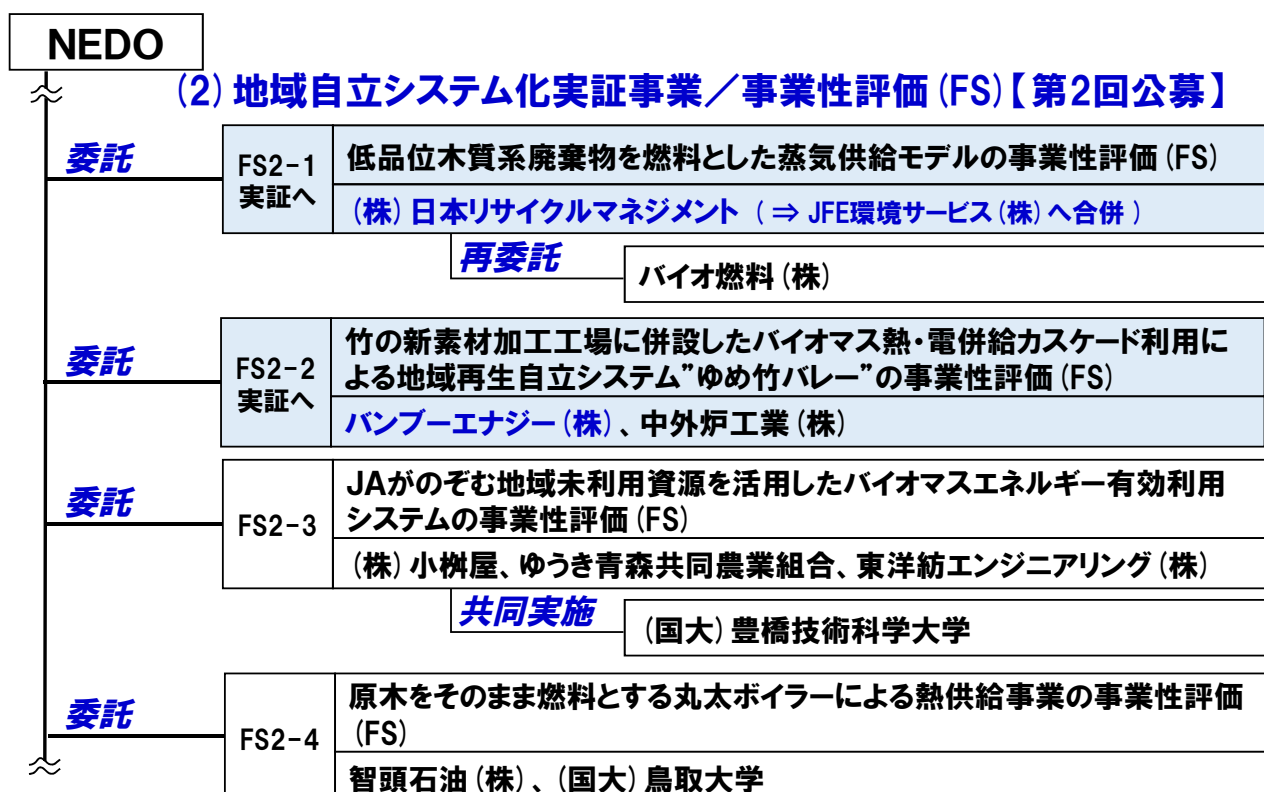 NEDO
(2)地域自立システム化実証事業／事業性評価(FS)【第2回公募】
委託
FS2-1
実証へ
低品位木質系廃棄物を燃料とした蒸気供給モデルの事業性評価(FS)
(株)日本リサイクルマネジメント (⇒ JFE環境サービス(株)へ合併)
再委託
バイオ燃料(株)
委託
FS2-2
実証へ
竹の新素材加工工場に併設したバイオマス熱・電併給カスケード利用に
よる地域再生自立システム”ゆめ竹バレー”の事業性評価(FS)
バンブーエナジー(株)、中外炉工業(株)
委託
FS2-3
JAがのぞむ地域未利用資源を活用したバイオマスエネルギー有効利用
システムの事業性評価(FS)
(株)小桝屋、ゆうき青森共同農業組合、東洋紡エンジニアリング(株)
共同実施
(国大)豊橋技術科学大学
委託
FS2-4
原木をそのまま燃料とする丸太ボイラーによる熱供給事業の事業性評価
(FS)
智頭石油(株)、(国大)鳥取大学